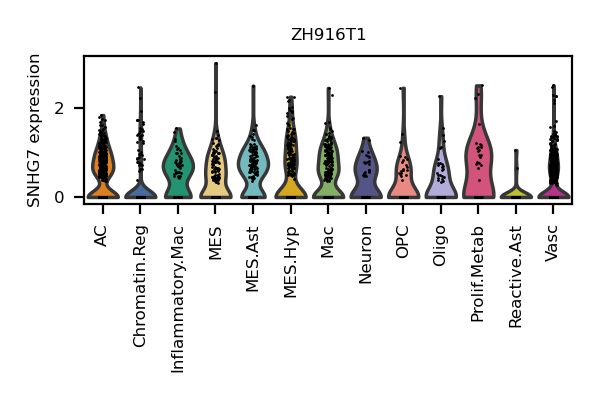 ZH916T1
SNHG7 expression
2
0
AC
Chromatin.Reg
Inflammatory.Mac
MES
MES.Ast
MES.Hyp
Mac
Neuron
OPC
Oligo
Prolif.Metab
Reactive.Ast
Vasc